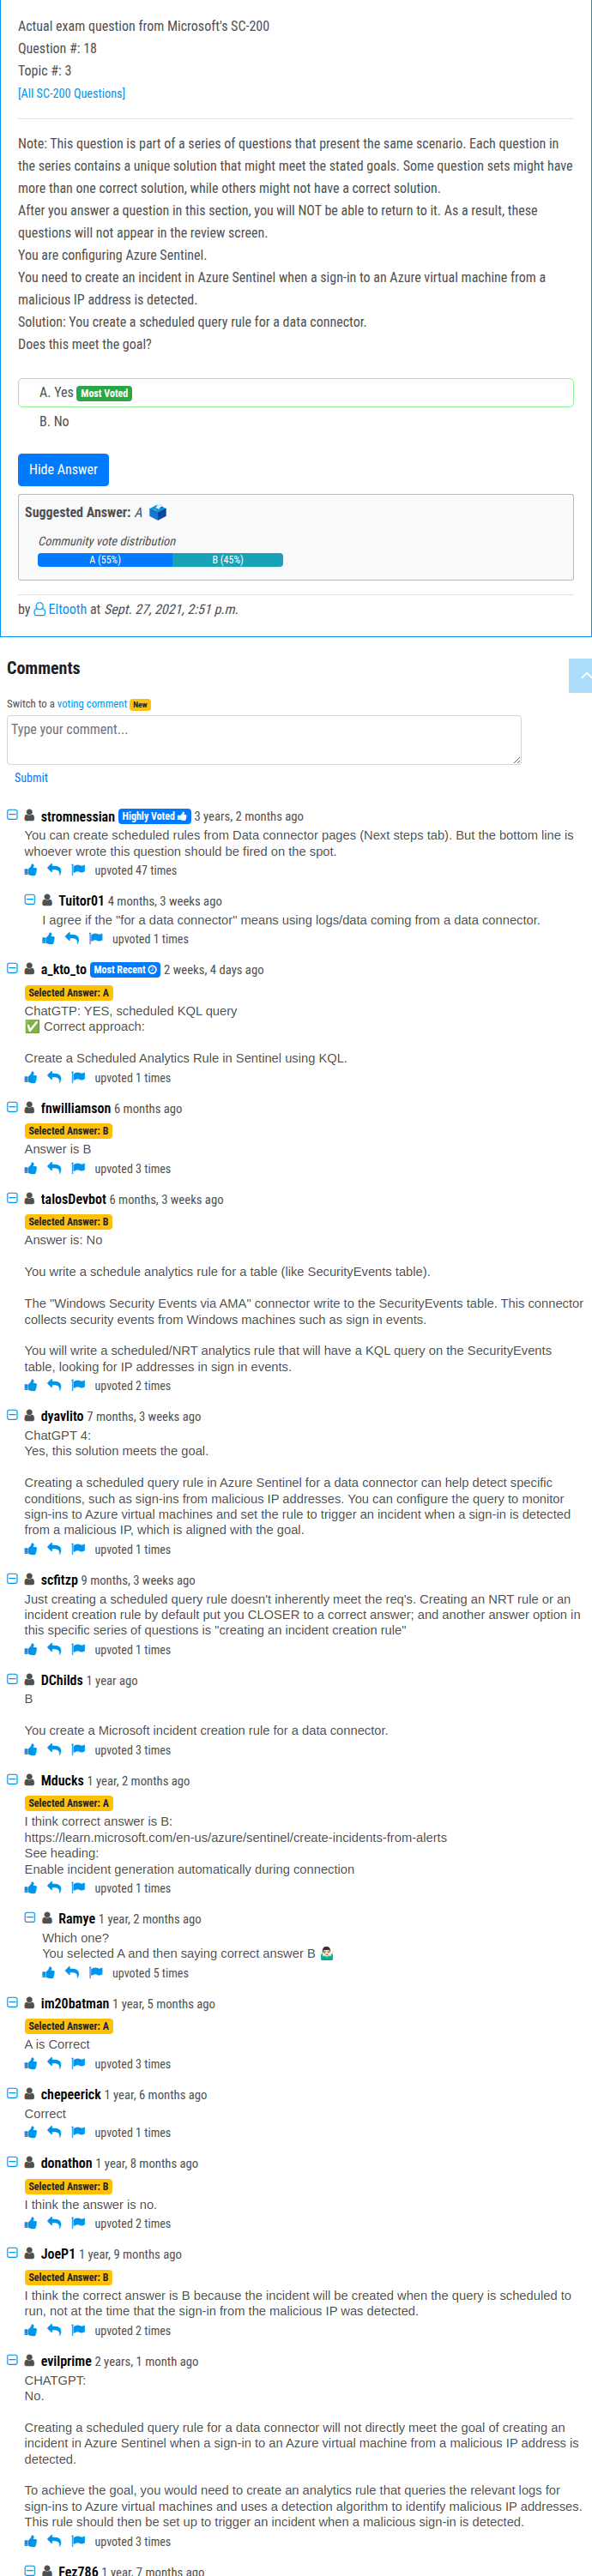 Actual exam question from Microsoft's SC-200
Question #: 18
Topic #: 3
[All SC-200 Questions]
Note: This question is part of a series of questions that present the same scenario. Each question in
the series contains a unique solution that might meet the stated goals. Some question sets might have
more than one correct solution, while others might not have a correct solution.
After you answer a question in this section, you will NOT be able to return to it. As a result, these
questions will not appear in the review screen.
You are configuring Azure Sentinel.
You need to create an incident in Azure Sentinel when a sign-in to an Azure virtual machine from a
malicious IP address is detected.
Solution: You create a scheduled query rule for a data connector.
Does this meet the goal?
A. Yes Most Voted
B. No
Hide Answer
Suggested Answer: A
Community vote distribution
A (55%) B (45%)
by Eltooth at Sept. 27, 2021, 2:51 p.m.
Comments
Switch to a voting comment New
Type your comment...
Submit
stromnessian Highly Voted 3 years, 2 months ago
You can create scheduled rules from Data connector pages (Next steps tab). But the bottom line is
whoever wrote this question should be fired on the spot.
upvoted 47 times
Tuitor01 4 months, 3 weeks ago
I agree if the "for a data connector" means using logs/data coming from a data connector.
upvoted 1 times
a_kto_to Most Recent 2 weeks, 4 days ago
Selected Answer: A
ChatGTP: YES, scheduled KQL query
✅ Correct approach:
Create a Scheduled Analytics Rule in Sentinel using KQL.
upvoted 1 times
fnwilliamson 6 months ago
Selected Answer: B
Answer is B
upvoted 3 times
talosDevbot 6 months, 3 weeks ago
Selected Answer: B
Answer is: No
You write a schedule analytics rule for a table (like SecurityEvents table).
The "Windows Security Events via AMA" connector write to the SecurityEvents table. This connector
collects security events from Windows machines such as sign in events.
You will write a scheduled/NRT analytics rule that will have a KQL query on the SecurityEvents
table, looking for IP addresses in sign in events.
upvoted 2 times
dyavlito 7 months, 3 weeks ago
ChatGPT 4:
Yes, this solution meets the goal.
Creating a scheduled query rule in Azure Sentinel for a data connector can help detect specific
conditions, such as sign-ins from malicious IP addresses. You can configure the query to monitor
sign-ins to Azure virtual machines and set the rule to trigger an incident when a sign-in is detected
from a malicious IP, which is aligned with the goal.
upvoted 1 times
scfitzp 9 months, 3 weeks ago
Just creating a scheduled query rule doesn't inherently meet the req's. Creating an NRT rule or an
incident creation rule by default put you CLOSER to a correct answer; and another answer option in
this specific series of questions is "creating an incident creation rule"
upvoted 1 times
DChilds 1 year ago
B
You create a Microsoft incident creation rule for a data connector.
upvoted 3 times
Mducks 1 year, 2 months ago
Selected Answer: A
I think correct answer is B:
https://learn.microsoft.com/en-us/azure/sentinel/create-incidents-from-alerts
See heading:
Enable incident generation automatically during connection
upvoted 1 times
Ramye 1 year, 2 months ago
Which one?
You selected A and then saying correct answer B 🤷🏻‍♂️
upvoted 5 times
im20batman 1 year, 5 months ago
Selected Answer: A
A is Correct
upvoted 3 times
chepeerick 1 year, 6 months ago
Correct
upvoted 1 times
donathon 1 year, 8 months ago
Selected Answer: B
I think the answer is no.
upvoted 2 times
JoeP1 1 year, 9 months ago
Selected Answer: B
I think the correct answer is B because the incident will be created when the query is scheduled to
run, not at the time that the sign-in from the malicious IP was detected.
upvoted 2 times
evilprime 2 years, 1 month ago
CHATGPT:
No.
Creating a scheduled query rule for a data connector will not directly meet the goal of creating an
incident in Azure Sentinel when a sign-in to an Azure virtual machine from a malicious IP address is
detected.
To achieve the goal, you would need to create an analytics rule that queries the relevant logs for
sign-ins to Azure virtual machines and uses a detection algorithm to identify malicious IP addresses.
This rule should then be set up to trigger an incident when a malicious sign-in is detected.
upvoted 3 times
Fez786 1 year, 7 months ago